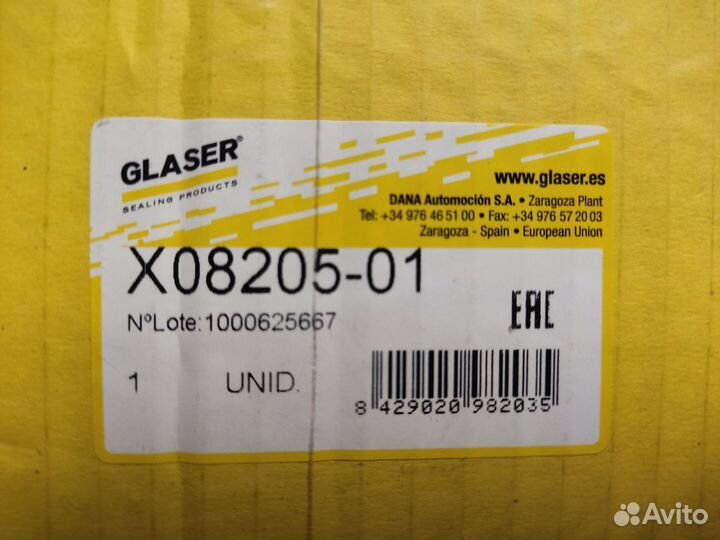 GLASER®
SEALING PRODUCTS
www.glaser.es
DANA Automoción S.A. • Zaragoza Plant
Tel: +34 976 46 51 00 • Fax: +34 976 57 20 03
Zaragoza - Spain • European Union
X08205-01
NºLote:1000625667
EAC
1 UNID.
8 429020 982035
Avito